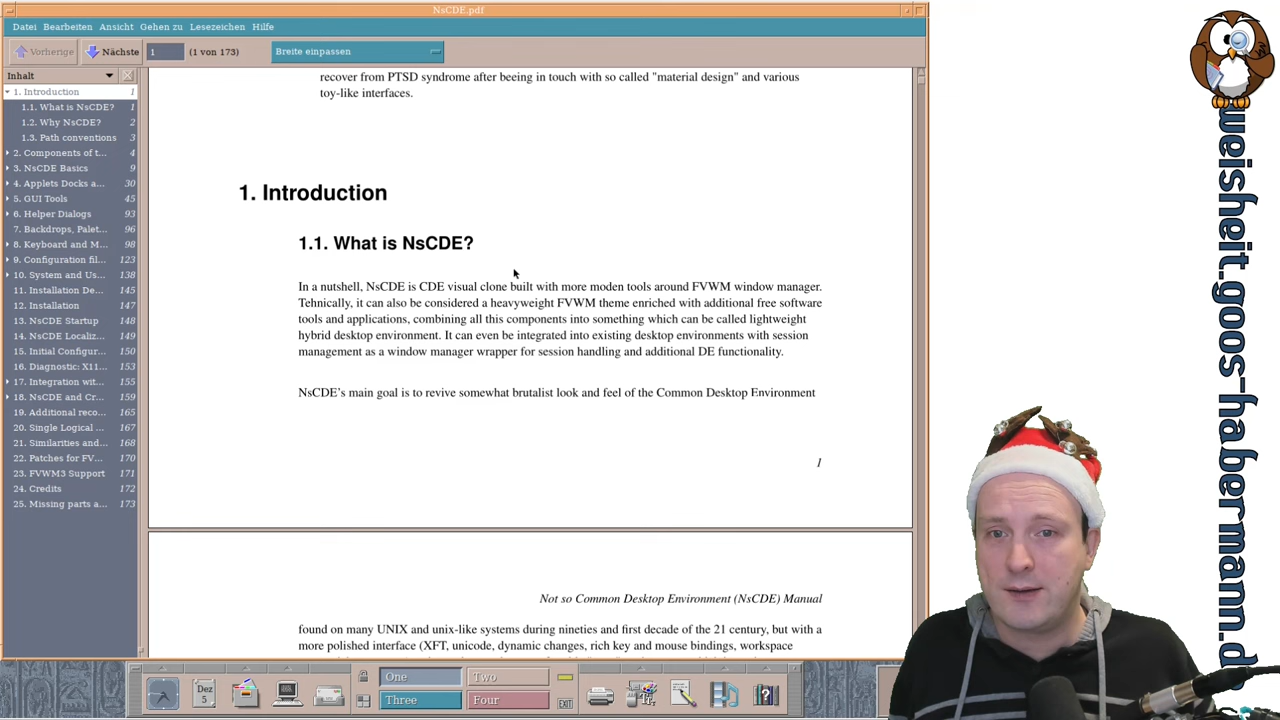 NsCDE.pdf
Datei Bearbeiten Ansicht Gehen zu Lesezeichen Hilfe
Vorherige Nächste 1 (1 von 173) Breite einpassen
Inhalt
1. Introduction 1
1.1. What is NsCDE? 1
1.2. Why NsCDE? 2
1.3. Path conventions 3
2. Components of t... 4
3. NsCDE Basics 9
4. Applets Docks a... 30
5. GUI Tools 45
6. Helper Dialogs 93
7. Backdrops, Palet... 96
8. Keyboard and M... 98
9. Configuration fil... 123
10. System and Us... 138
11. Installation De... 145
12. Installation 147
13. NsCDE Startup 148
14. NsCDE Localiz... 149
15. Initial Configur... 150
16. Diagnostic: X11... 153
17. Integration wit... 155
18. NsCDE and Cr... 159
19. Additional reco... 165
20. Single Logical ... 167
21. Similarities and... 168
22. Patches for FV... 170
23. FVWM3 Support 171
24. Credits 172
25. Missing parts a... 173
recover from PTSD syndrome after beeing in touch with so called "material design" and various
toy-like interfaces.
1. Introduction
1.1. What is NsCDE?
In a nutshell, NsCDE is CDE visual clone built with more moden tools around FVWM window manager.
Tehnically, it can also be considered a heavyweight FVWM theme enriched with additional free software
tools and applications, combining all this components into something which can be called lightweight
hybrid desktop environment. It can even be integrated into existing desktop environments with session
management as a window manager wrapper for session handling and additional DE functionality.
NsCDE’s main goal is to revive somewhat brutalist look and feel of the Common Desktop Environment
1
Not so Common Desktop Environment (NsCDE) Manual
found on many UNIX and unix-like systems during nineties and first decade of the 21 century, but with a
more polished interface (XFT, unicode, dynamic changes, rich key and mouse bindings, workspace
Dez
5
One Two
Three Four
EXIT
weisheit.goos-habermann.d